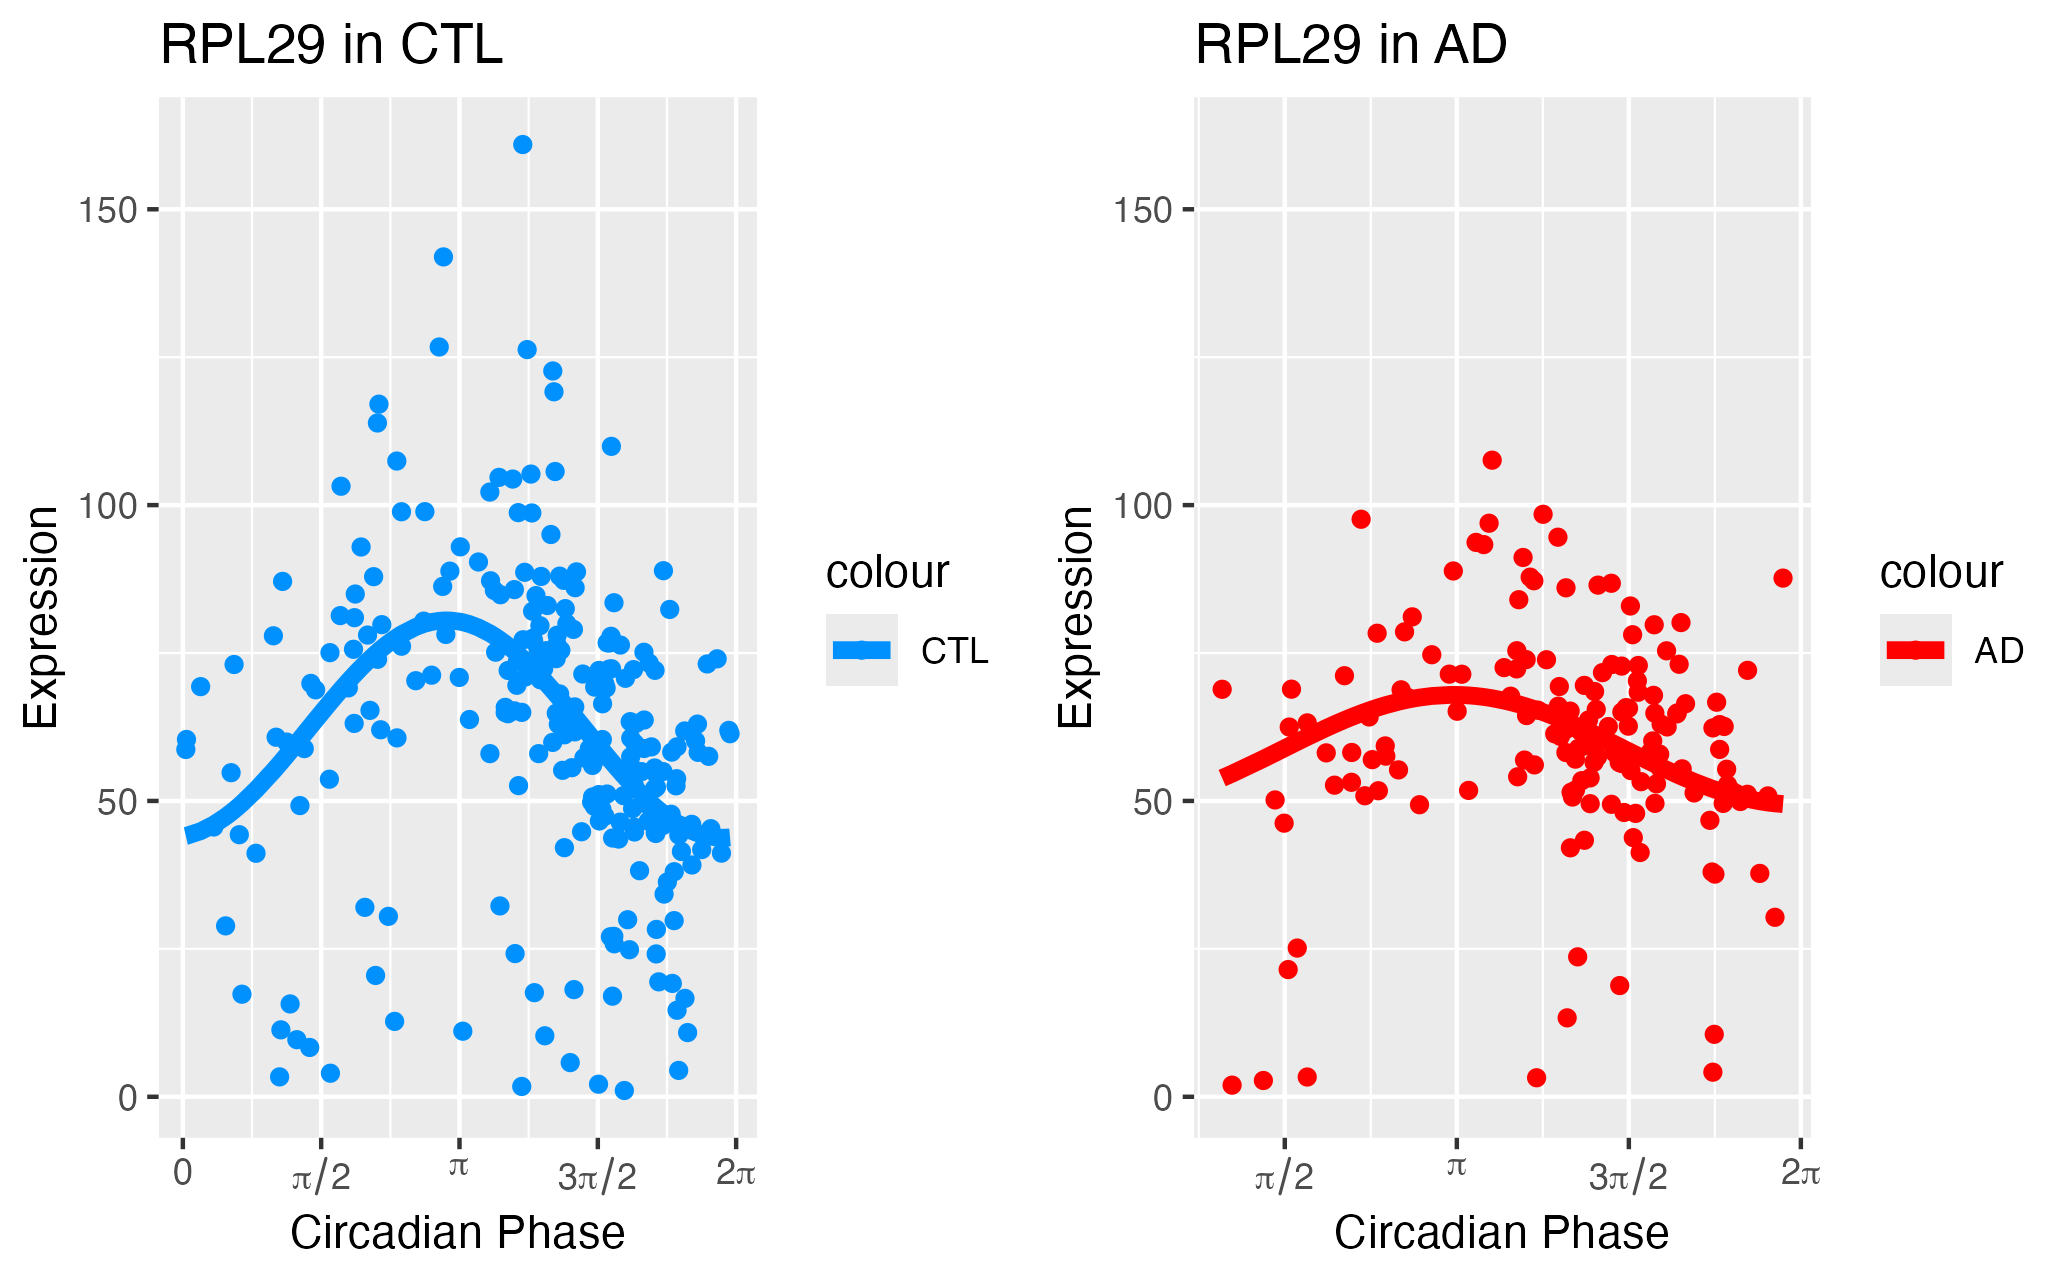 RPL29 in CTL
150
100
50
0
Expression
0 π/2 π 3π/2 2π
Circadian Phase
colour
CTL
RPL29 in AD
150
100
50
0
Expression
π/2 π 3π/2 2π
Circadian Phase
colour
AD